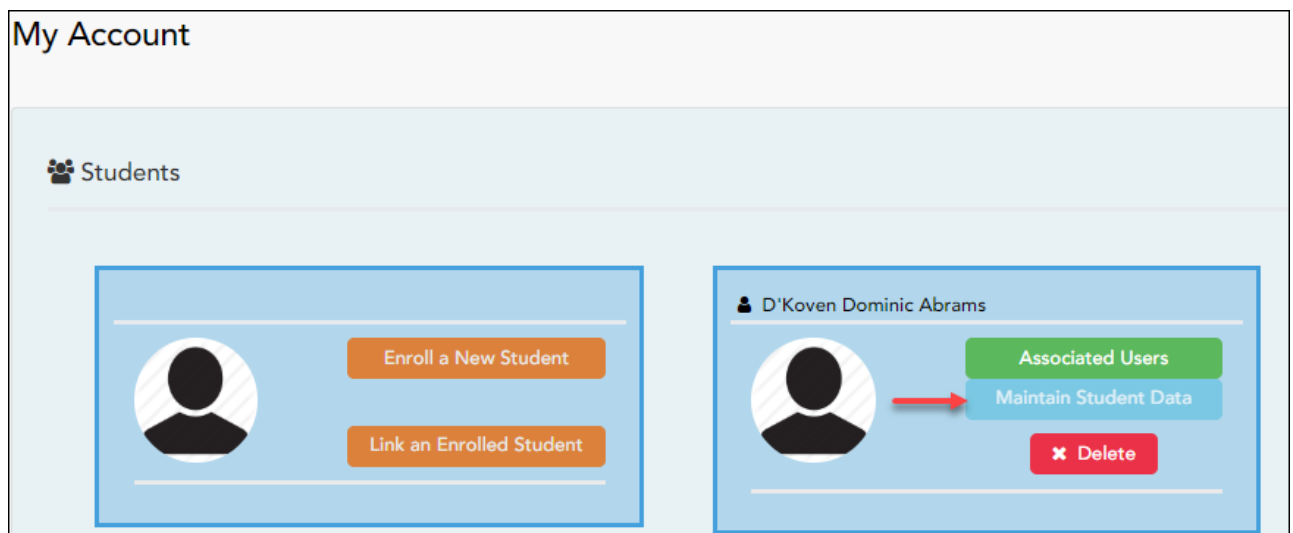 My Account
Students
Enroll a New Student
Link an Enrolled Student
D'Koven Dominic Abrams
Associated Users
Maintain Student Data
Delete